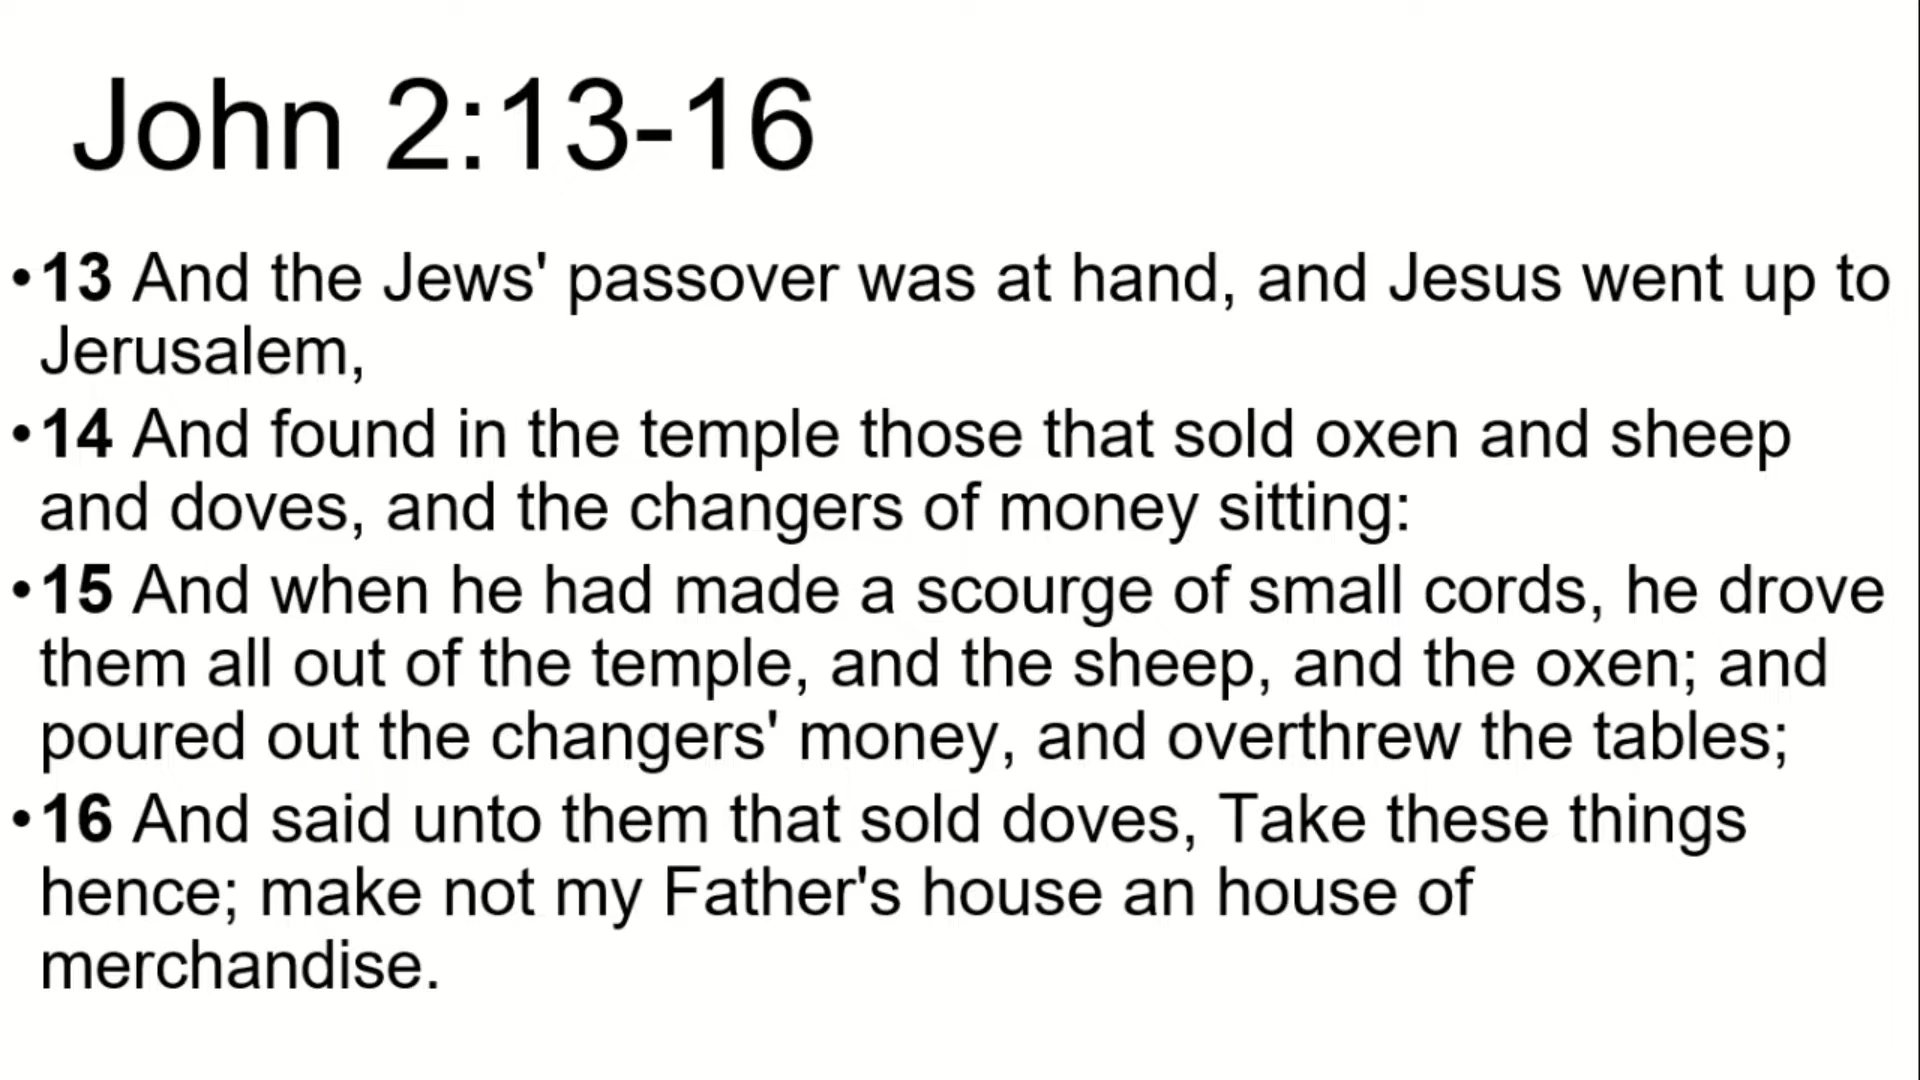 John 2:13-16
•13 And the Jews' passover was at hand, and Jesus went up to
Jerusalem,
•14 And found in the temple those that sold oxen and sheep
and doves, and the changers of money sitting:
•15 And when he had made a scourge of small cords, he drove
them all out of the temple, and the sheep, and the oxen; and
poured out the changers' money, and overthrew the tables;
•16 And said unto them that sold doves, Take these things
hence; make not my Father's house an house of
merchandise.